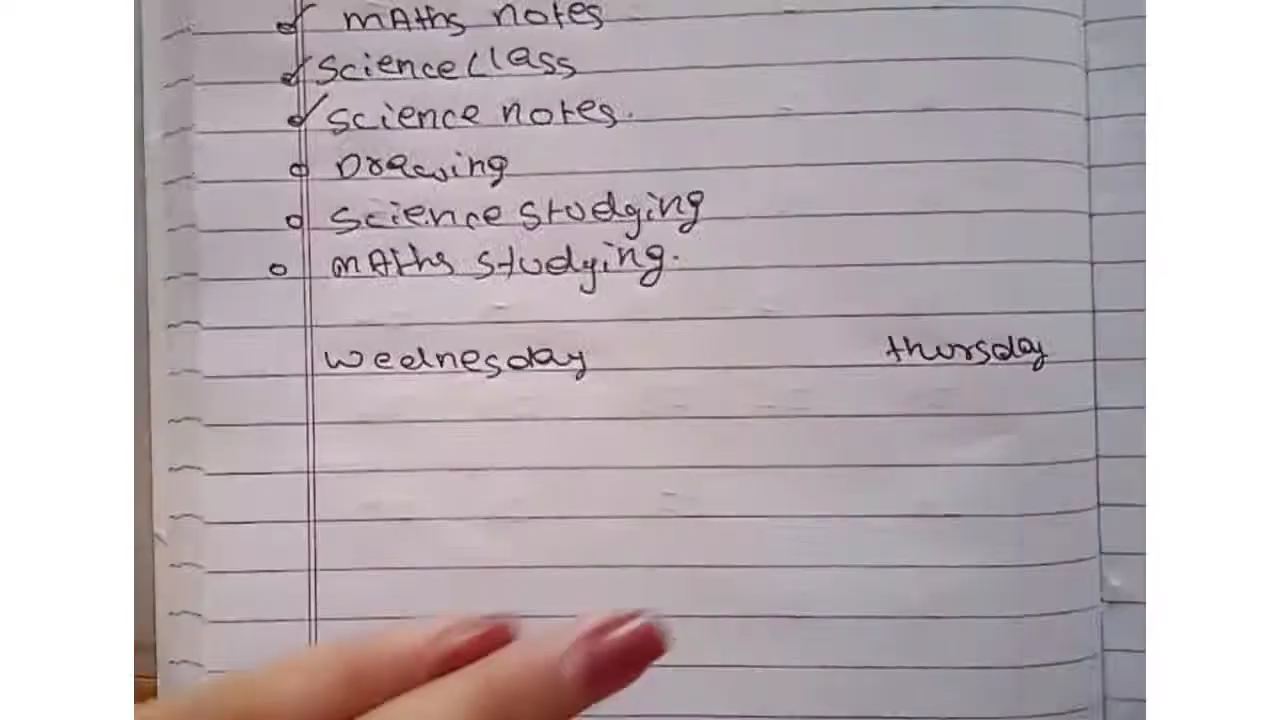 mAths notes
Science Class
Science notes.
Drawing
Science studying
mAths studying.
Wednesday thursday